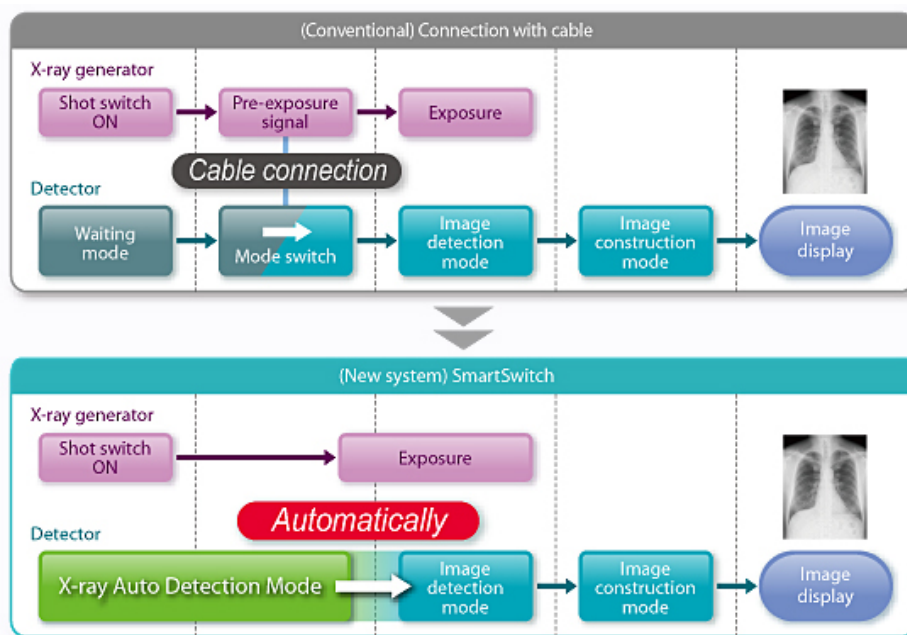 (Conventional) Connection with cable
X-ray generator
Shot switch
ON
Pre-exposure
signal
Exposure
Cable connection
Detector
Waiting
mode
Mode switch
Image
detection
mode
Image
construction
mode
Image
display
(New system) SmartSwitch
X-ray generator
Shot switch
ON
Exposure
Automatically
Detector
X-ray Auto Detection Mode
Image
detection
mode
Image
construction
mode
Image
display